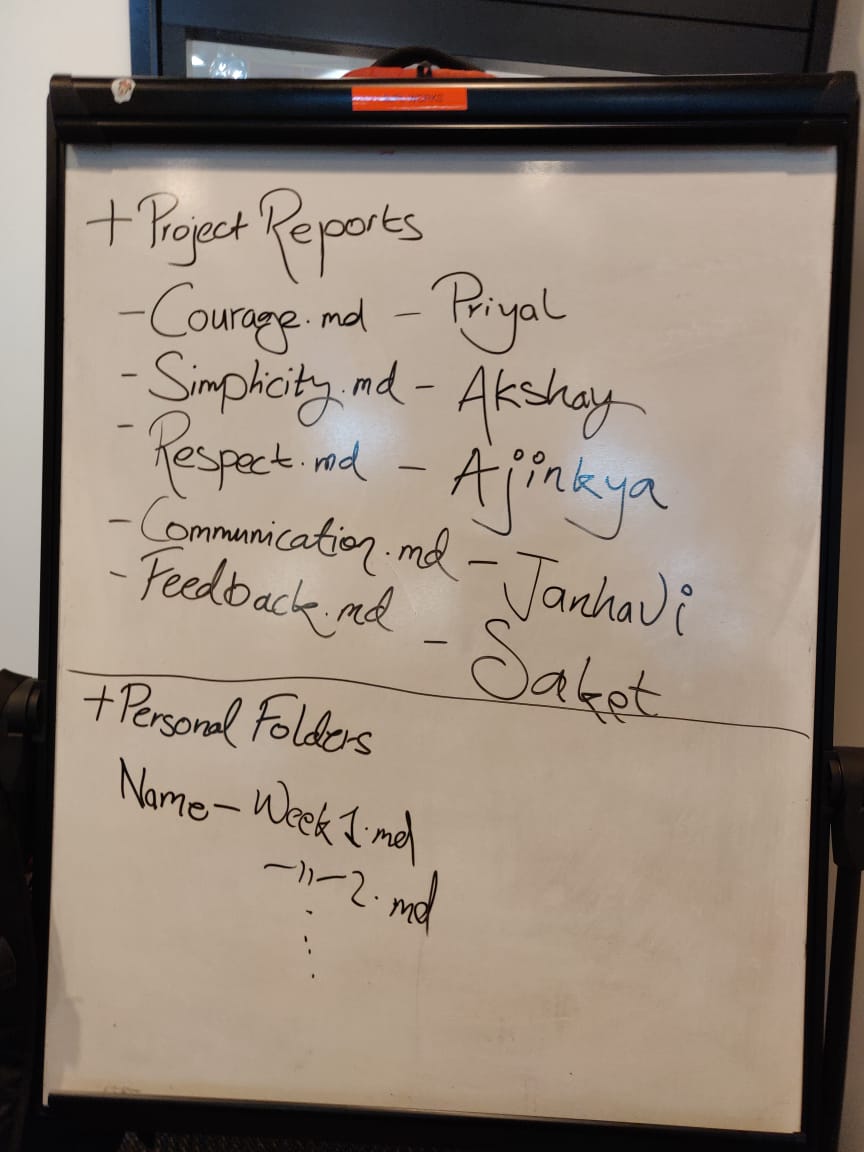 + Project Reports
- Courage.md - Priyal
- Simplicity.md - Akshay
- Respect.md - Ajinkya
- Communication.md - Janhavi
- Feedback.md - Saket
+ Personal Folders
Name - Week 1.md
-11- 2.md